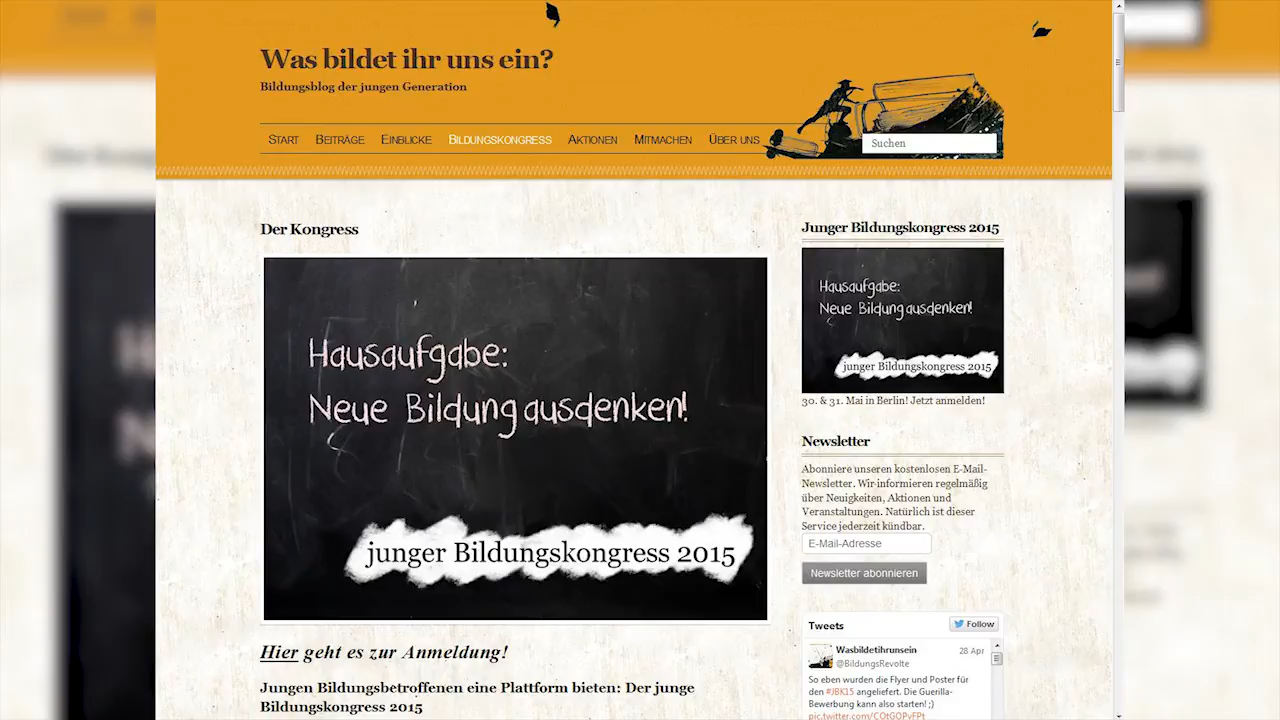 Was bildet ihr uns ein?
Bildungsblog der jungen Generation
START BEITRÄGE EINBLICKE BILDUNGSKONGRESS AKTIONEN MITMACHEN ÜBER UNS
Suchen
Der Kongress
Hausaufgabe:
Neue Bildung ausdenken!
junger Bildungskongress 2015
Hier geht es zur Anmeldung!
Jungen Bildungsbetroffenen eine Plattform bieten: Der junge
Bildungskongress 2015
Junger Bildungskongress 2015
Hausaufgabe:
Neue Bildung ausdenken!
junger Bildungskongress 2015
30. & 31. Mai in Berlin! Jetzt anmelden!
Newsletter
Abonniere unseren kostenlosen E-Mail-
Newsletter. Wir informieren regelmäßig
über Neuigkeiten, Aktionen und
Veranstaltungen. Natürlich ist dieser
Service jederzeit kündbar.
E-Mail-Adresse
Newsletter abonnieren
Tweets
Follow
Wasbildetihrunsein 28 Apr
@BildungsRevolte
So eben wurden die Flyer und Poster für
den #JBK15 angeliefert. Die Guerilla-
Bewerbung kann also starten! ;)
pic.twitter.com/COtGOPvFPt